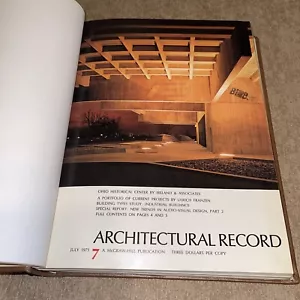 OHIO HISTORICAL CENTER BY IRELAND & ASSOCIATES
A PORTFOLIO OF CURRENT PROJECTS BY ULRICH FRANZEN
BUILDING TYPES STUDY: INDUSTRIAL BUILDINGS
SPECIAL REPORT: NEW TRENDS IN AUDIO-VISUAL DESIGN, PART 2
FULL CONTENTS ON PAGES 4 AND 5
ARCHITECTURAL RECORD
JULY 1971 7 A McGRAW-HILL PUBLICATION THREE DOLLARS PER COPY